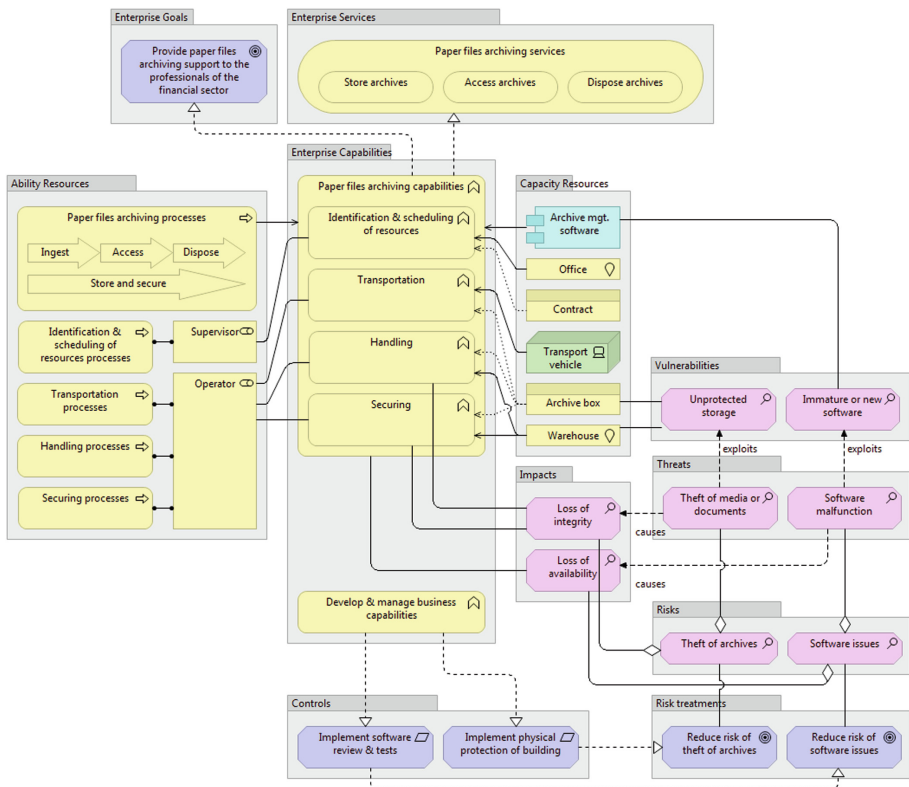 Enterprise Goals
Provide paper files
archiving support to the
professionals of the
financial sector
Enterprise Services
Paper files archiving services
Store archives
Access archives
Dispose archives
Enterprise Capabilities
Paper files archiving capabilities
Identification & scheduling
of resources
Transportation
Handling
Securing
Develop & manage business
capabilities
Ability Resources
Paper files archiving processes
Ingest
Access
Dispose
Store and secure
Identification &
scheduling of
resources processes
Supervisor
Transportation
processes
Operator
Handling processes
Securing processes
Capacity Resources
Archive mgt.
software
Office
Contract
Transport
vehicle
Archive box
Warehouse
Vulnerabilities
Unprotected
storage
Immature or new
software
exploits
exploits
Threats
Theft of media or
documents
Software
malfunction
causes
causes
Impacts
Loss of
integrity
Loss of
availability
Risks
Theft of archives
Software issues
Controls
Implement software
review & tests
Implement physical
protection of building
Risk treatments
Reduce risk of
theft of archives
Reduce risk of
software issues